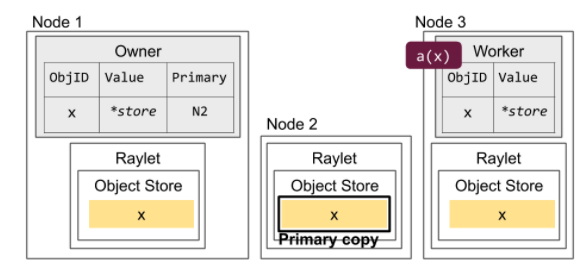 Node 1
Owner
ObjID Value Primary
x *store N2
Raylet
Object Store
x
Node 2
Raylet
Object Store
x
Primary copy
Node 3
a(x)
Worker
ObjID Value
x *store
Raylet
Object Store
x